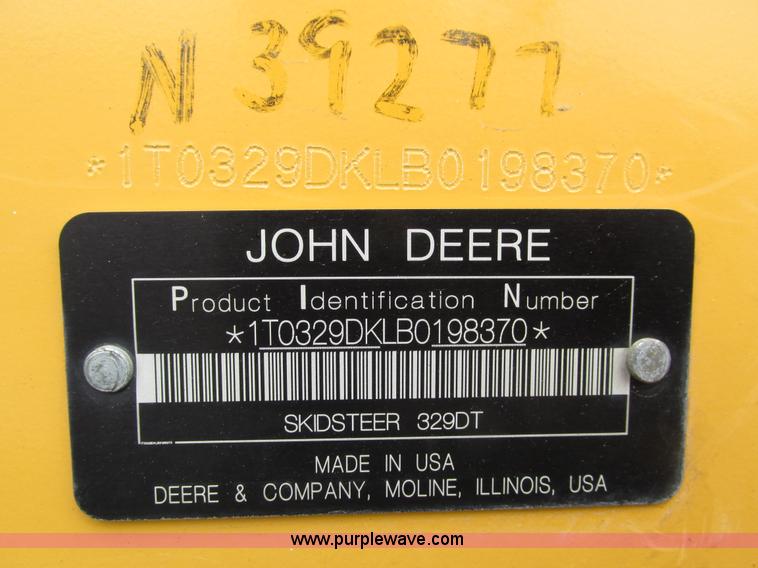 N 39277
*1T0329DKLB0198370*
JOHN DEERE
Product Identification Number
*1T0329DKLB0198370*
SKIDSTEER 329DT
MADE IN USA
DEERE & COMPANY, MOLINE, ILLINOIS, USA
www.purplewave.com